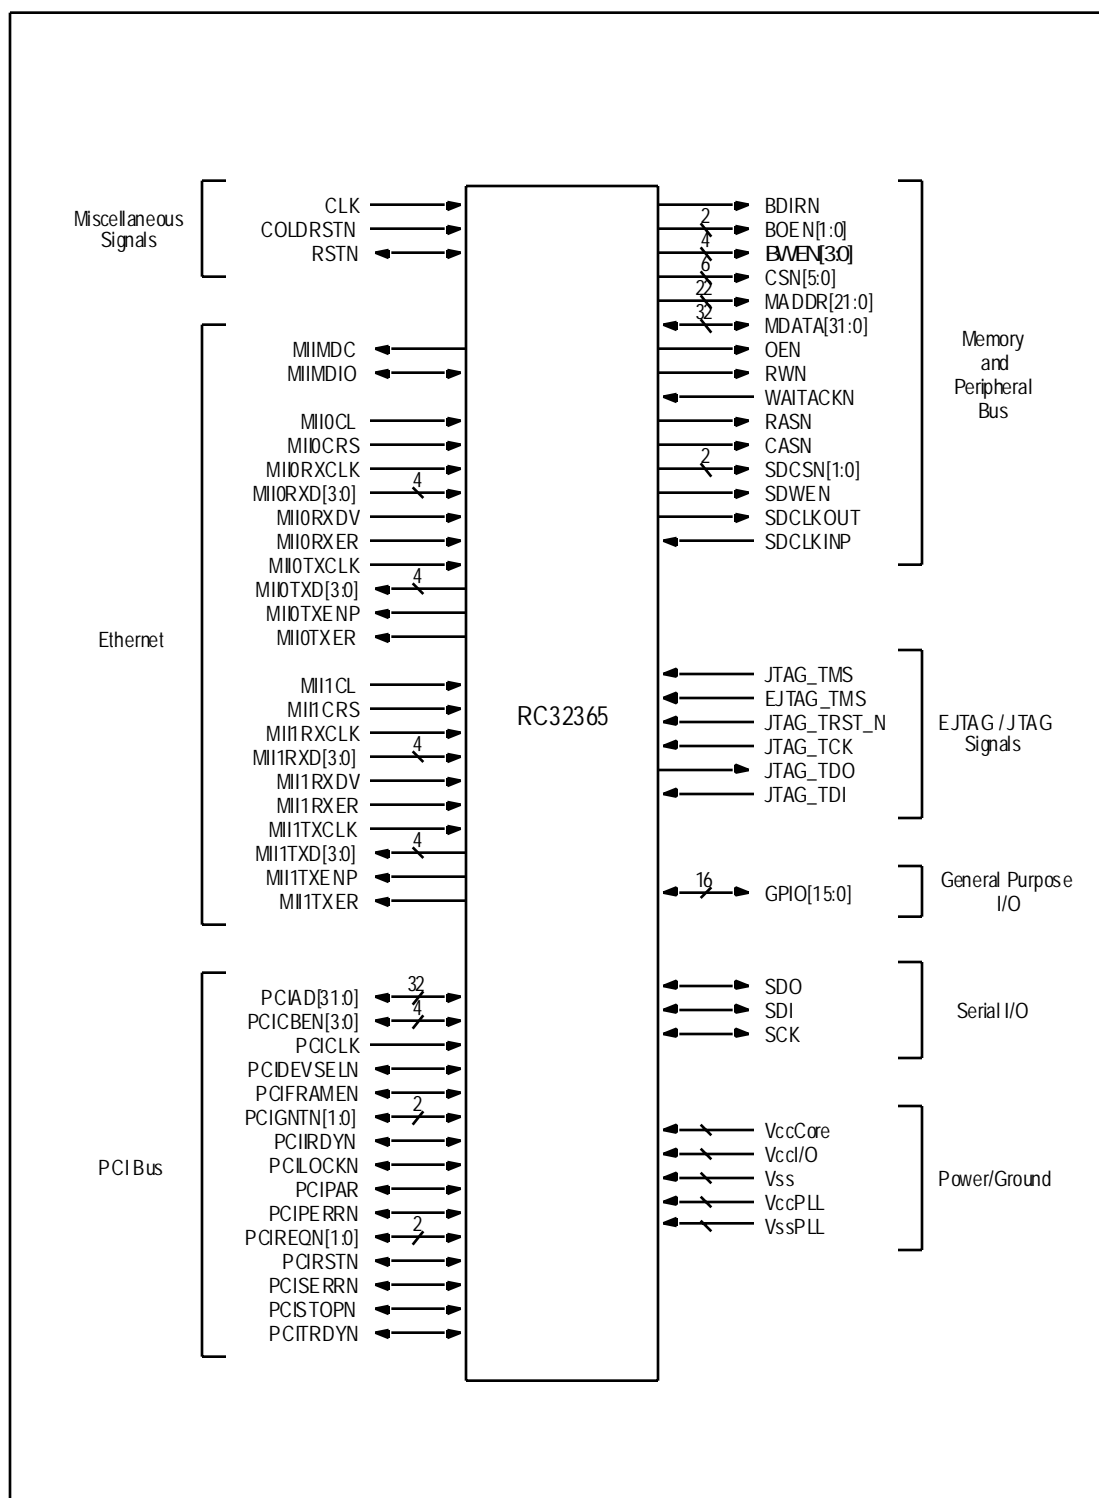 Miscellaneous
Signals
CLK
COLDRSTN
RSTN
Ethernet
MIIMDC
MIIMDIO
MII0CL
MII0CRS
MII0RXCLK
MII0RXD[3:0] 4
MII0RXDV
MII0RXER
MII0TXCLK
MII0TXD[3:0] 4
MII0TXENP
MII0TXER
MII1CL
MII1CRS
MII1RXCLK
MII1RXD[3:0] 4
MII1RXDV
MII1RXER
MII1TXCLK
MII1TXD[3:0] 4
MII1TXENP
MII1TXER
PCI Bus
PCIAD[31:0] 32
PCICBEN[3:0] 4
PCICLK
PCIDEVSELN
PCIFRAMEN
PCIGNTN[1:0] 2
PCIIRDYN
PCILOCKN
PCIPAR
PCIPERRN
PCIREQN[1:0] 2
PCIRSTN
PCISERRN
PCISTOPN
PCITRDYN
RC32365
BDIRN
2 BOEN[1:0]
4 BWEN[3:0]
6 CSN[5:0]
22 MADDR[21:0]
32 MDATA[31:0]
OEN
RWN
WAITACKN
RASN
CASN
2 SDCSN[1:0]
SDWEN
SDCLKOUT
SDCLKINP
Memory
and
Peripheral
Bus
JTAG_TMS
EJTAG_TMS
JTAG_TRST_N
JTAG_TCK
JTAG_TDO
JTAG_TDI
EJTAG / JTAG
Signals
16 GPIO[15:0]
General Purpose
I/O
SDO
SDI
SCK
Serial I/O
VccCore
VccI/O
Vss
VccPLL
VssPLL
Power/Ground